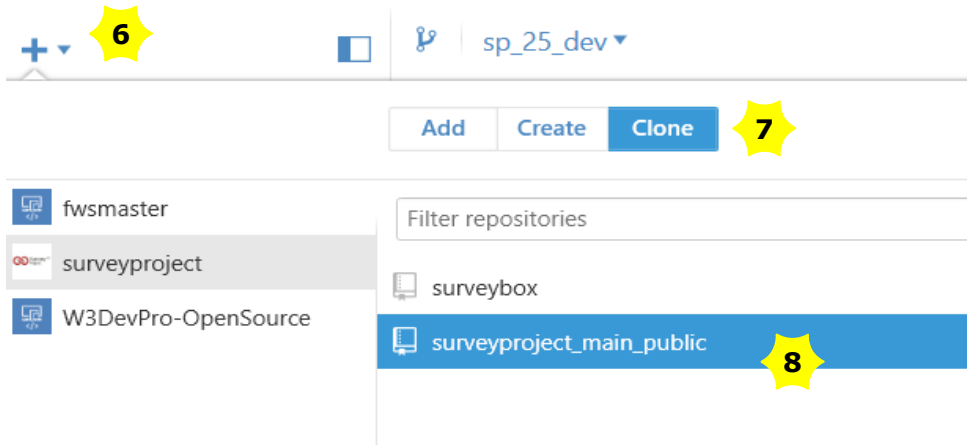 6
sp_25_dev
Add Create Clone
7
fwsmaster
Filter repositories
surveyproject
surveybox
W3DevPro-OpenSource
surveyproject_main_public
8